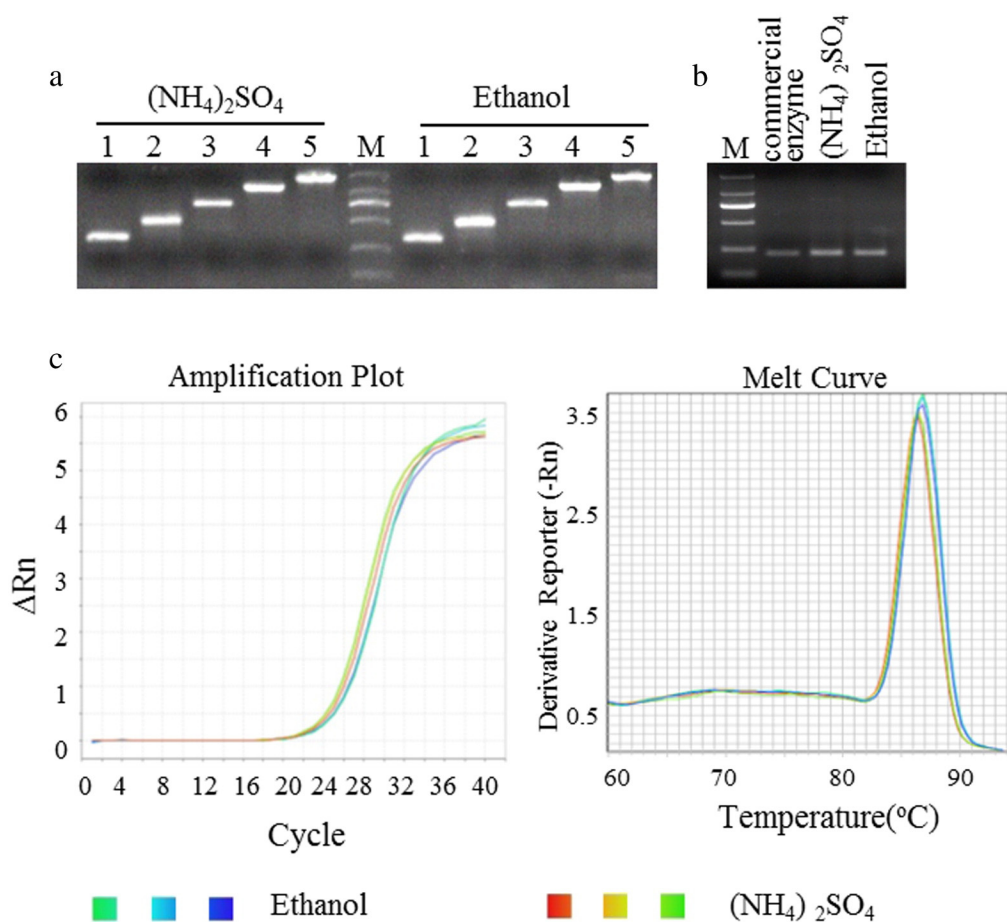 a
(NH4)2SO4 Ethanol
1 2 3 4 5 M 1 2 3 4 5
b
M commercial enzyme (NH4) 2SO4 Ethanol
c
Amplification Plot
ΔRn
6
5
4
3
2
1
0
0 4 8 12 16 20 24 28 32 36 40
Cycle
Melt Curve
Derivative Reporter (-Rn)
3.5
2.5
1.5
0.5
60 70 80 90
Temperature(°C)
Ethanol
(NH4) 2SO4